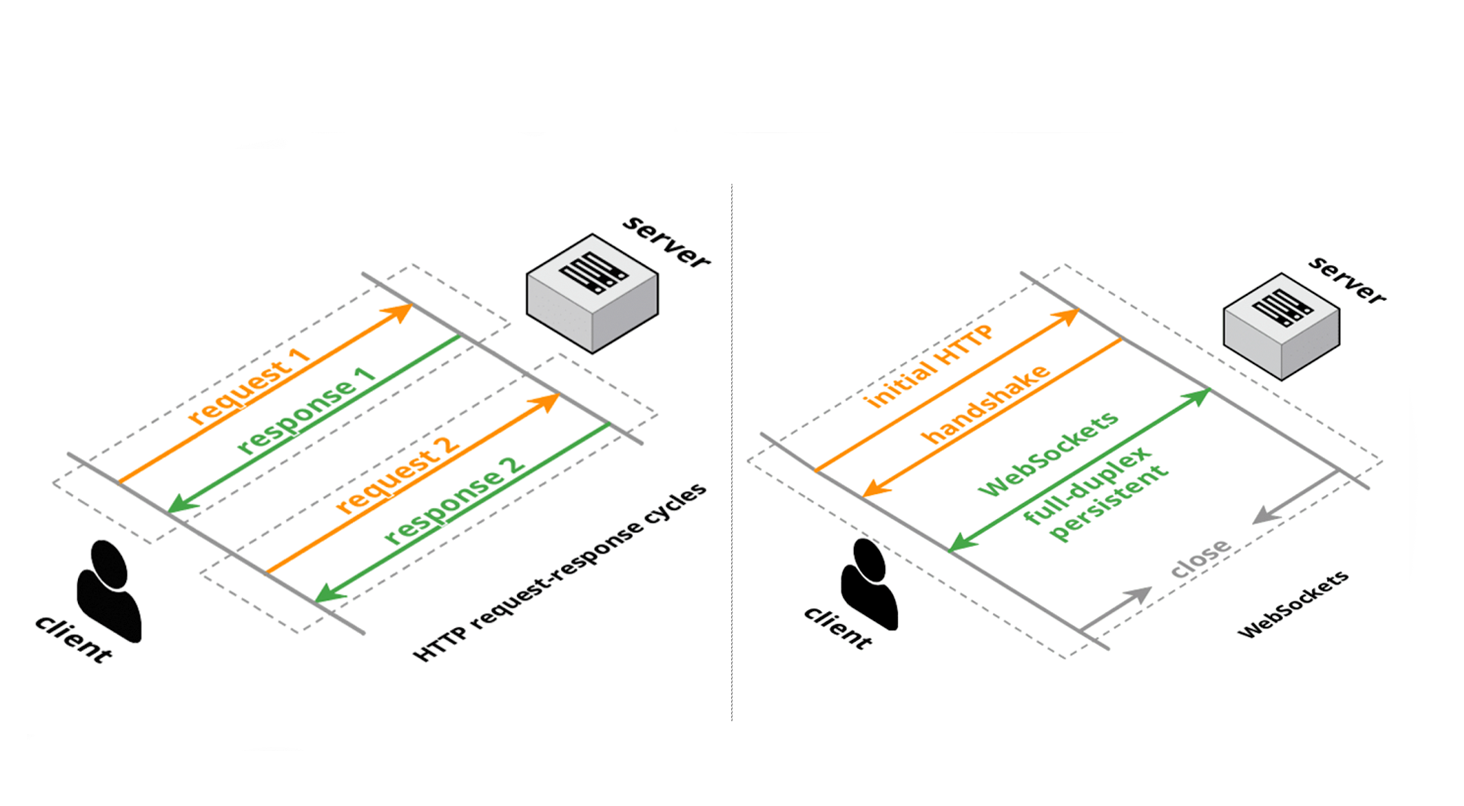 server
request 1
response 1
request 2
response 2
client
HTTP request-response cycles
server
initial HTTP
handshake
WebSockets
full-duplex
persistent
close
client
WebSockets